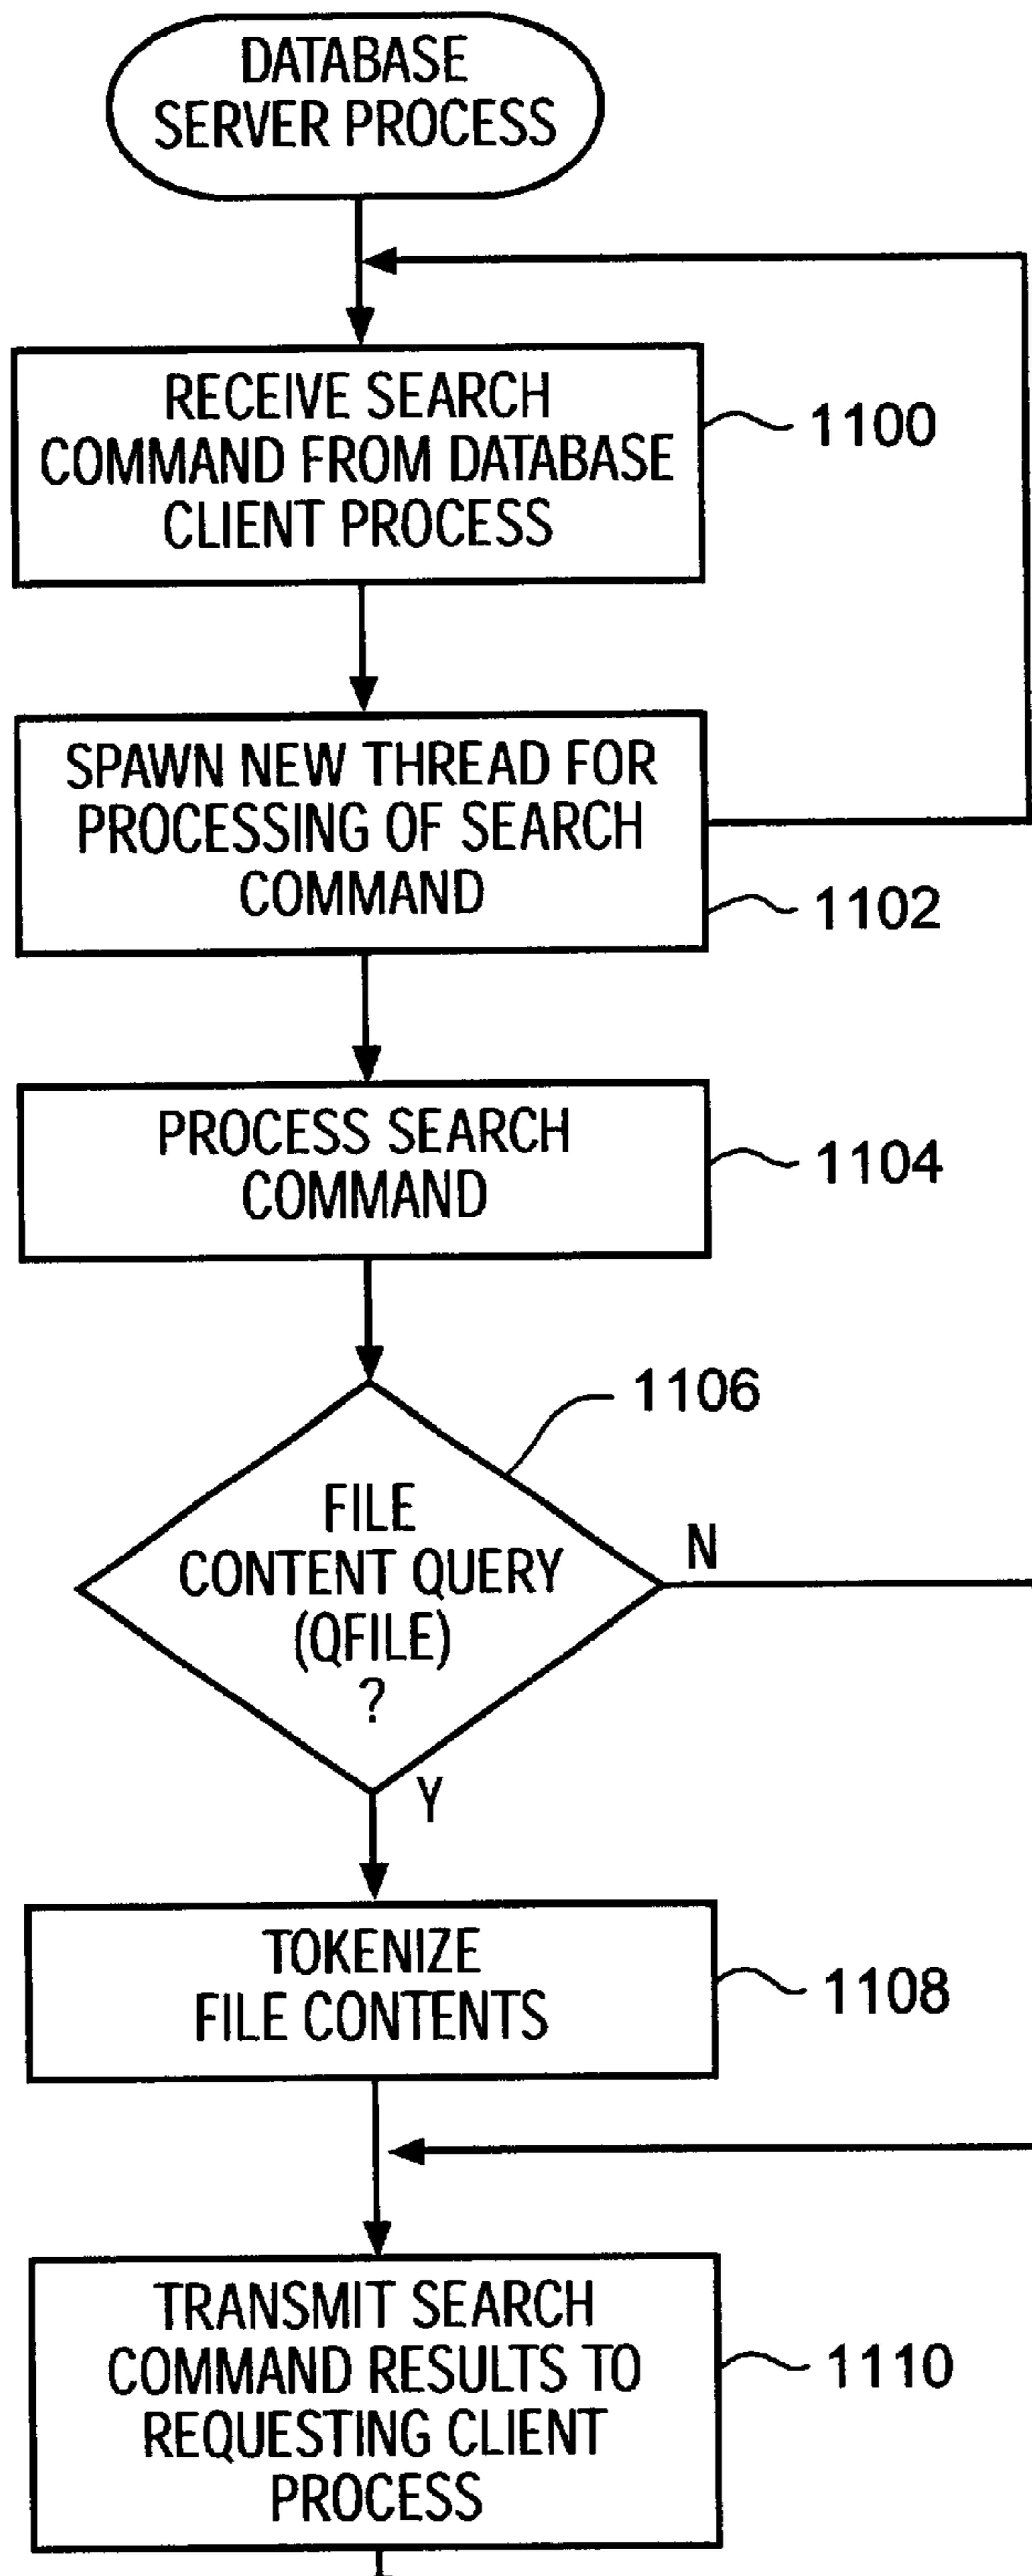 DATABASE
SERVER PROCESS
RECEIVE SEARCH
COMMAND FROM DATABASE
CLIENT PROCESS
1100
SPAWN NEW THREAD FOR
PROCESSING OF SEARCH
COMMAND
1102
PROCESS SEARCH
COMMAND
1104
1106
FILE
CONTENT QUERY
(QFILE)
?
N
Y
TOKENIZE
FILE CONTENTS
1108
TRANSMIT SEARCH
COMMAND RESULTS TO
REQUESTING CLIENT
PROCESS
1110